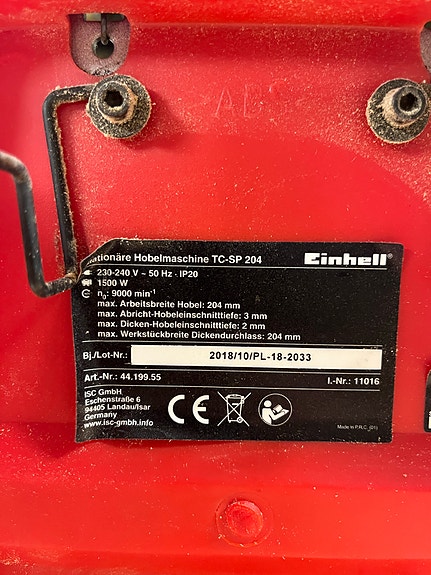 ABS
tationäre Hobelmaschine TC-SP 204
Einhell
230-240 V ~ 50 Hz · IP20
1500 W
n₀: 9000 min⁻¹
max. Arbeitsbreite Hobel: 204 mm
max. Abricht-Hobeleinschnitttiefe: 3 mm
max. Dicken-Hobeleinschnitttiefe: 2 mm
max. Werkstückbreite Dickendurchlass: 204 mm
Bj./Lot-Nr.: 2018/10/PL-18-2033
Art.-Nr.: 44.199.55 I.-Nr.: 11016
ISC GmbH
Eschenstraße 6
94405 Landau/Isar
Germany
www.isc-gmbh.info
CE
Made in P.R.C. (01)